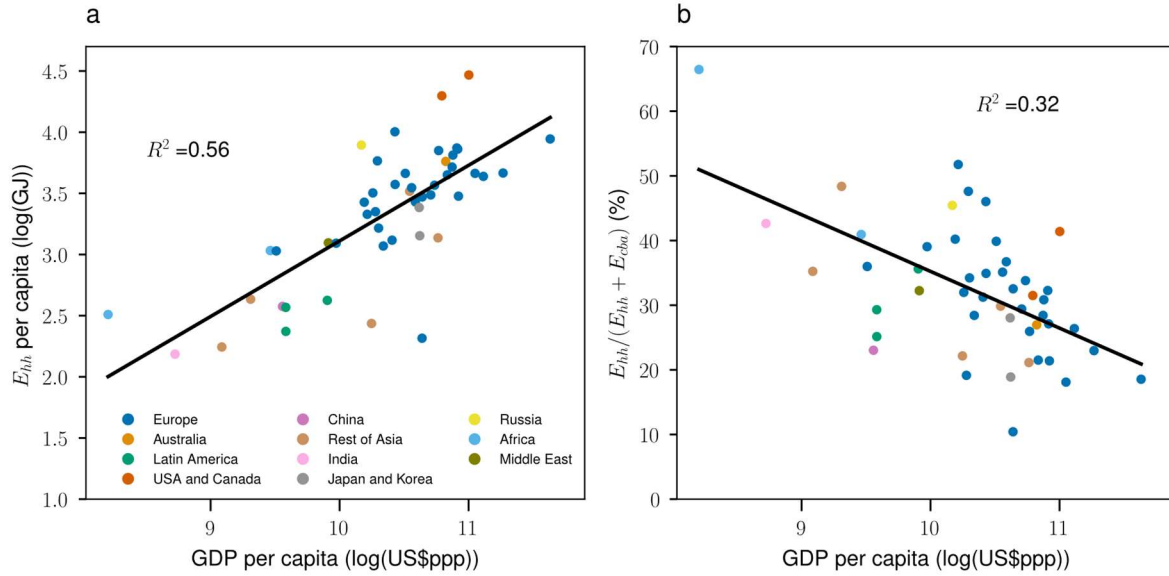 a
4.5
4.0
3.5
3.0
2.5
2.0
1.5
1.0
E_hh per capita (log(GJ))
R² =0.56
Europe
Australia
Latin America
USA and Canada
China
Rest of Asia
India
Japan and Korea
Russia
Africa
Middle East
9 10 11
GDP per capita (log(US$ppp))
b
70
60
50
40
30
20
10
0
E_hh/(E_hh + E_cba) (%)
R² =0.32
9 10 11
GDP per capita (log(US$ppp))